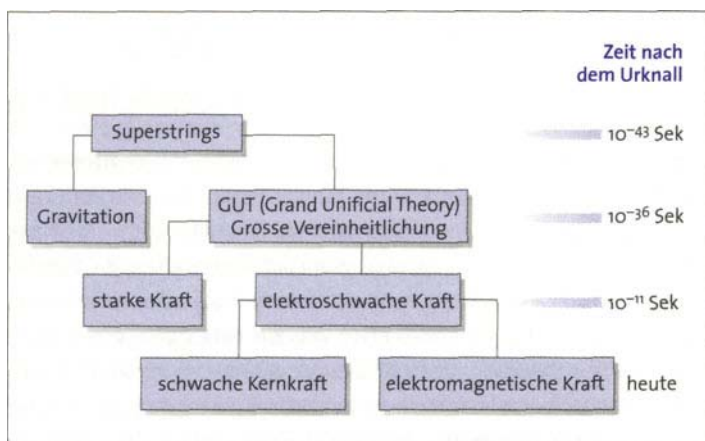 Zeit nach
dem Urknall
Superstrings
10⁻⁴³ Sek
Gravitation
GUT (Grand Unificial Theory)
Grosse Vereinheitlichung
10⁻³⁶ Sek
starke Kraft
elektroschwache Kraft
10⁻¹¹ Sek
schwache Kernkraft
elektromagnetische Kraft
heute